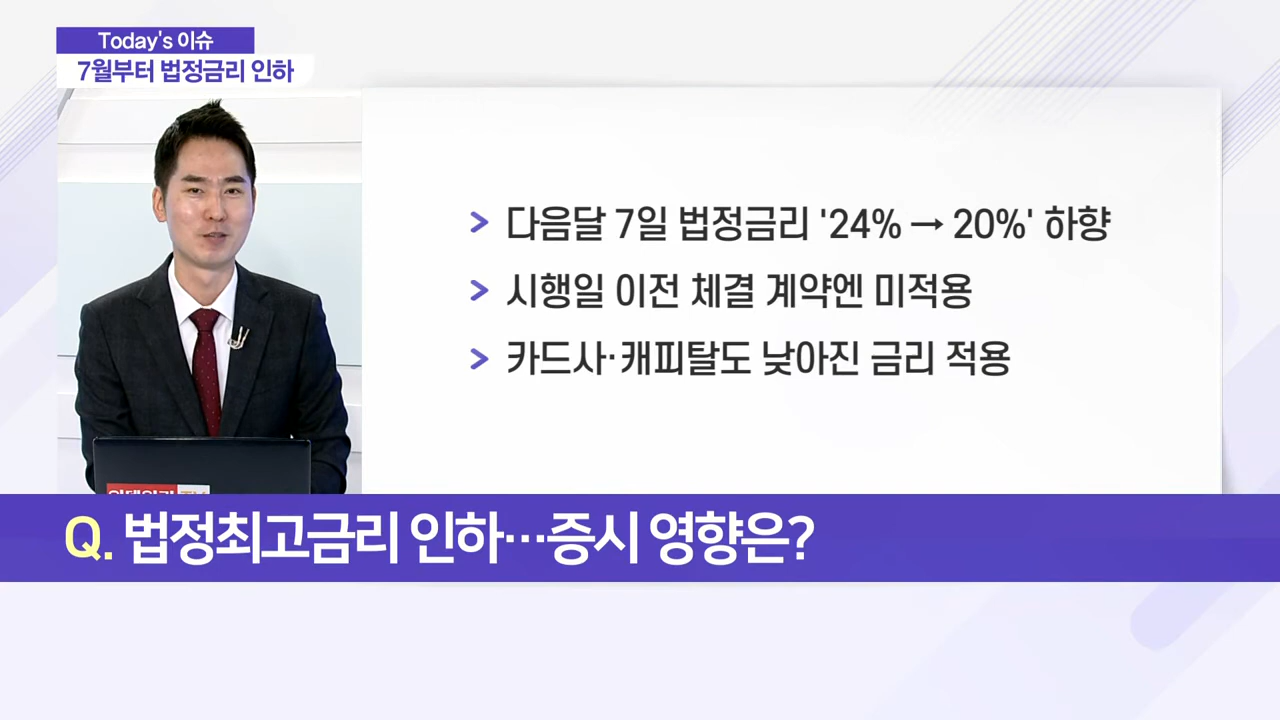 Today's 이슈
7월부터 법정금리 인하
> 다음달 7일 법정금리 '24% → 20%' 하향
> 시행일 이전 체결 계약엔 미적용
> 카드사·캐피탈도 낮아진 금리 적용
Q. 법정최고금리 인하…증시 영향은?